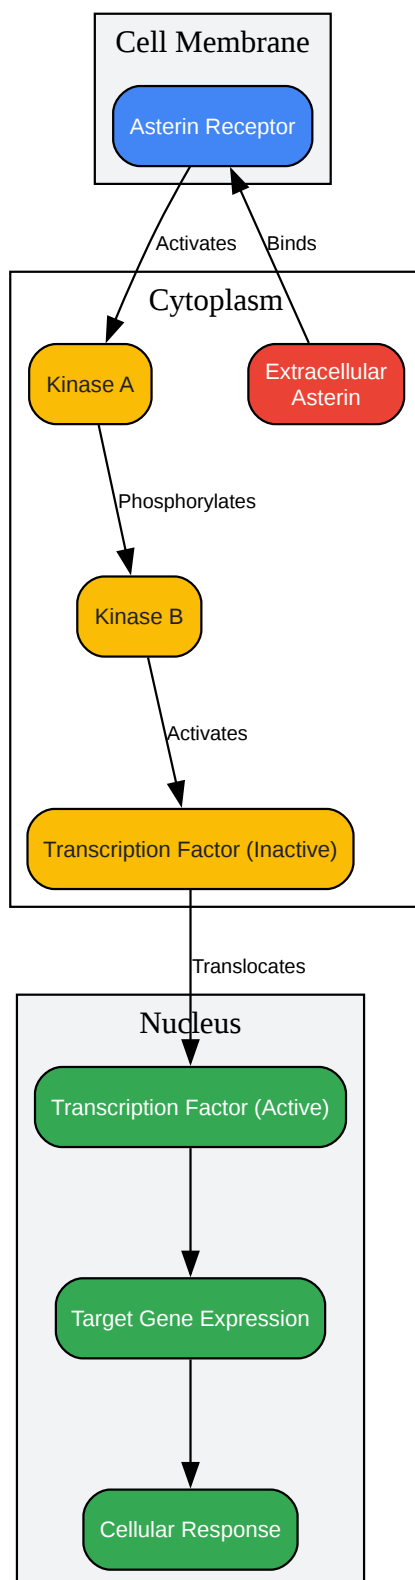 Cell Membrane
Asterin Receptor
Activates
Binds
Cytoplasm
Kinase A
Extracellular
Asterin
Phosphorylates
Kinase B
Activates
Transcription Factor (Inactive)
Translocates
Nucleus
Transcription Factor (Active)
Target Gene Expression
Cellular Response